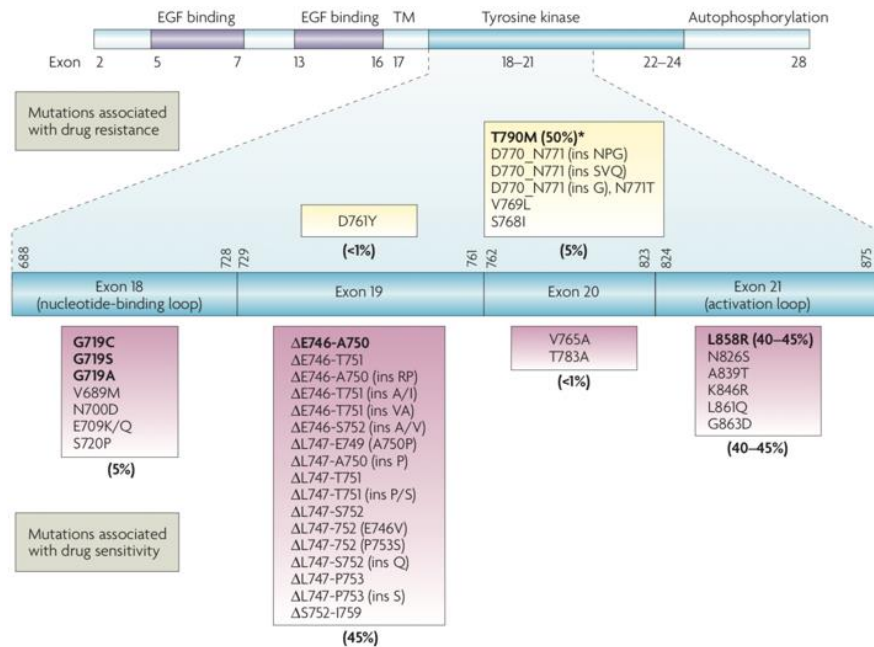 EGF binding EGF binding TM Tyrosine kinase Autophosphorylation
Exon 2 5 7 13 16 17 18–21 22–24 28
Mutations associated
with drug resistance
T790M (50%)*
D770_N771 (ins NPG)
D770_N771 (ins SVQ)
D770_N771 (ins G), N771T
V769L
S768I
(5%)
D761Y
(<1%)
688 728 729 761 762 823 824 875
Exon 18
(nucleotide-binding loop)
Exon 19
Exon 20
Exon 21
(activation loop)
G719C
G719S
G719A
V689M
N700D
E709K/Q
S720P
(5%)
ΔE746-A750
ΔE746-T751
ΔE746-A750 (ins RP)
ΔE746-T751 (ins A/I)
ΔE746-T751 (ins VA)
ΔE746-S752 (ins A/V)
ΔL747-E749 (A750P)
ΔL747-A750 (ins P)
ΔL747-T751
ΔL747-T751 (ins P/S)
ΔL747-S752
ΔL747-752 (E746V)
ΔL747-752 (P753S)
ΔL747-S752 (ins Q)
ΔL747-P753
ΔL747-P753 (ins S)
ΔS752-I759
(45%)
V765A
T783A
(<1%)
L858R (40–45%)
N826S
A839T
K846R
L861Q
G863D
(40–45%)
Mutations associated
with drug sensitivity